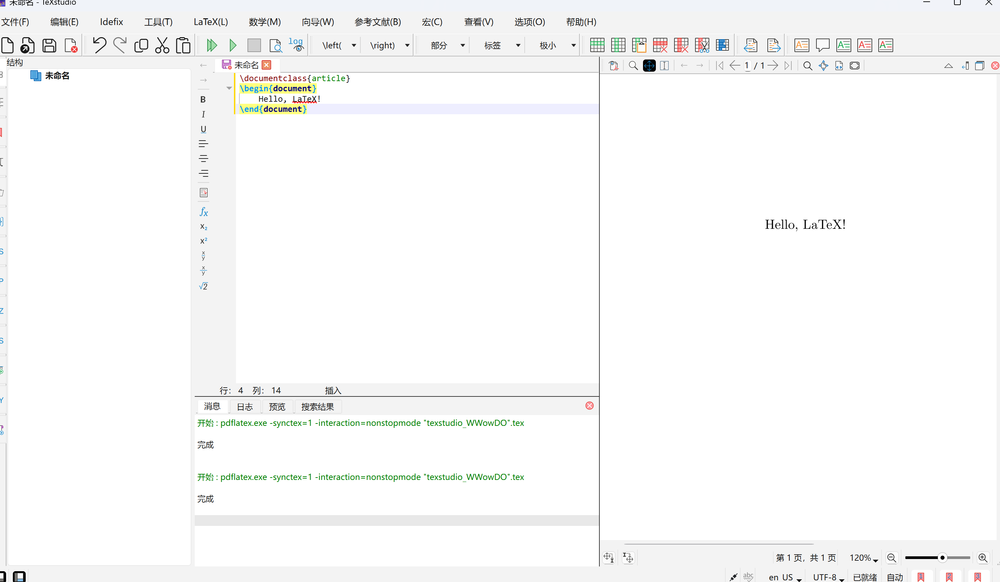 未命名 - TeXstudio
文件(F) 编辑(E) Idefix 工具(T) LaTeX(L) 数学(M) 向导(W) 参考文献(B) 宏(C) 查看(V) 选项(O) 帮助(H)
log \left( \right) 部分 标签 极小
结构
未命名
未命名
1 / 1
\documentclass{article}
\begin{document}
Hello, LaTeX!
\end{document}
Hello, LaTeX!
行: 4 列: 14 插入
消息 日志 预览 搜索结果
开始 : pdflatex.exe -synctex=1 -interaction=nonstopmode "texstudio_WWowDO".tex
完成
开始 : pdflatex.exe -synctex=1 -interaction=nonstopmode "texstudio_WWowDO".tex
完成
第 1 页，共 1 页 120%
abc en US UTF-8 已就绪 自动 1 2 3